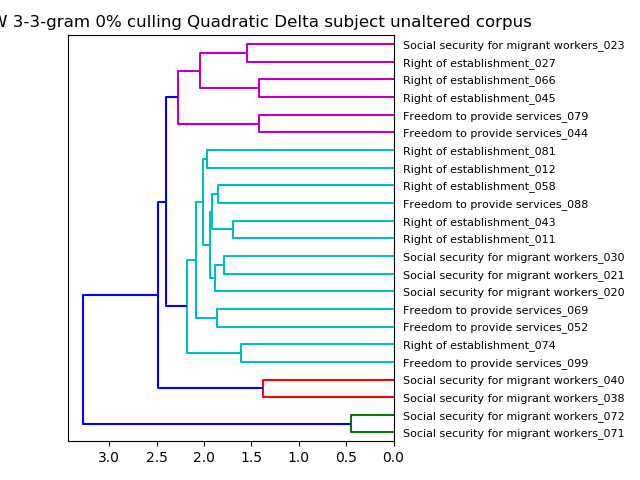 3-3-gram 0% culling Quadratic Delta subject unaltered corpus
Social security for migrant workers_023
Right of establishment_027
Right of establishment_066
Right of establishment_045
Freedom to provide services_079
Freedom to provide services_044
Right of establishment_081
Right of establishment_012
Right of establishment_058
Freedom to provide services_088
Right of establishment_043
Right of establishment_011
Social security for migrant workers_030
Social security for migrant workers_021
Social security for migrant workers_020
Freedom to provide services_069
Freedom to provide services_052
Right of establishment_074
Freedom to provide services_099
Social security for migrant workers_040
Social security for migrant workers_038
Social security for migrant workers_072
Social security for migrant workers_071
3.0 2.5 2.0 1.5 1.0 0.5 0.0